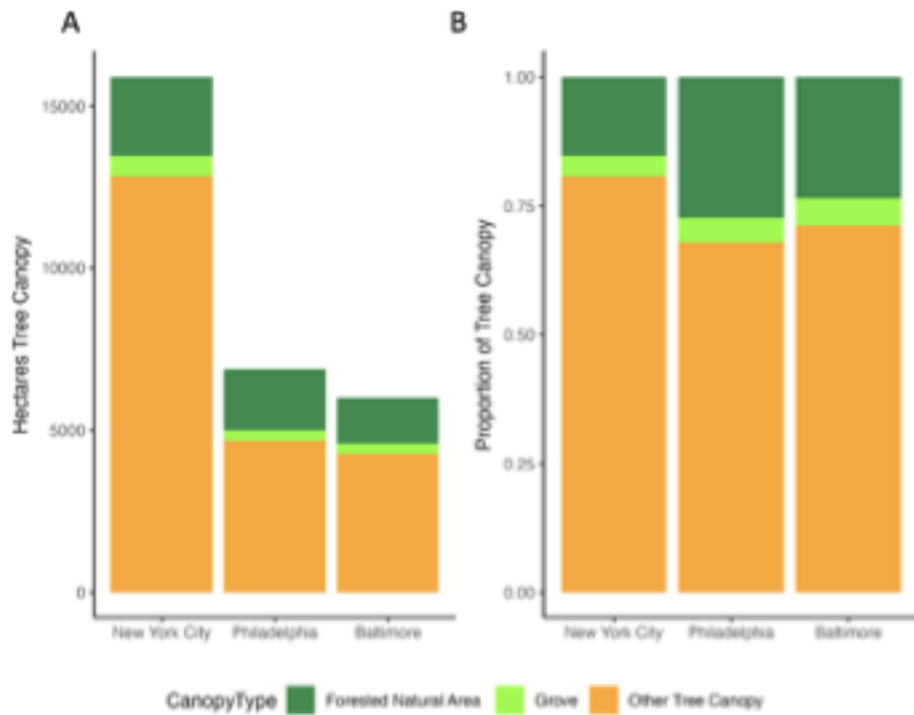 A
B
Hectares Tree Canopy
15000
10000
5000
0
New York City Philadelphia Baltimore
Proportion of Tree Canopy
1.00
0.75
0.50
0.25
0.00
New York City Philadelphia Baltimore
CanopyType Forested Natural Area Grove Other Tree Canopy